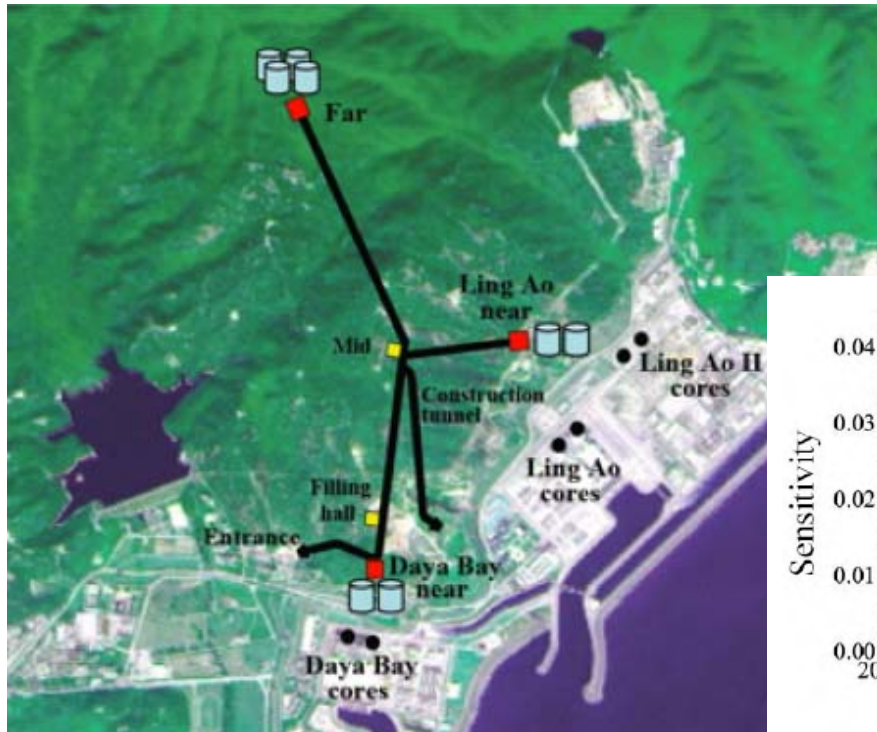 Far
Ling Ao
near
Mid
Ling Ao II
cores
Construction
tunnel
Ling Ao
cores
Filling
hall
Entrance
Daya Bay
near
Daya Bay
cores
Sensitivity
0.04
0.03
0.02
0.01
0.00
20